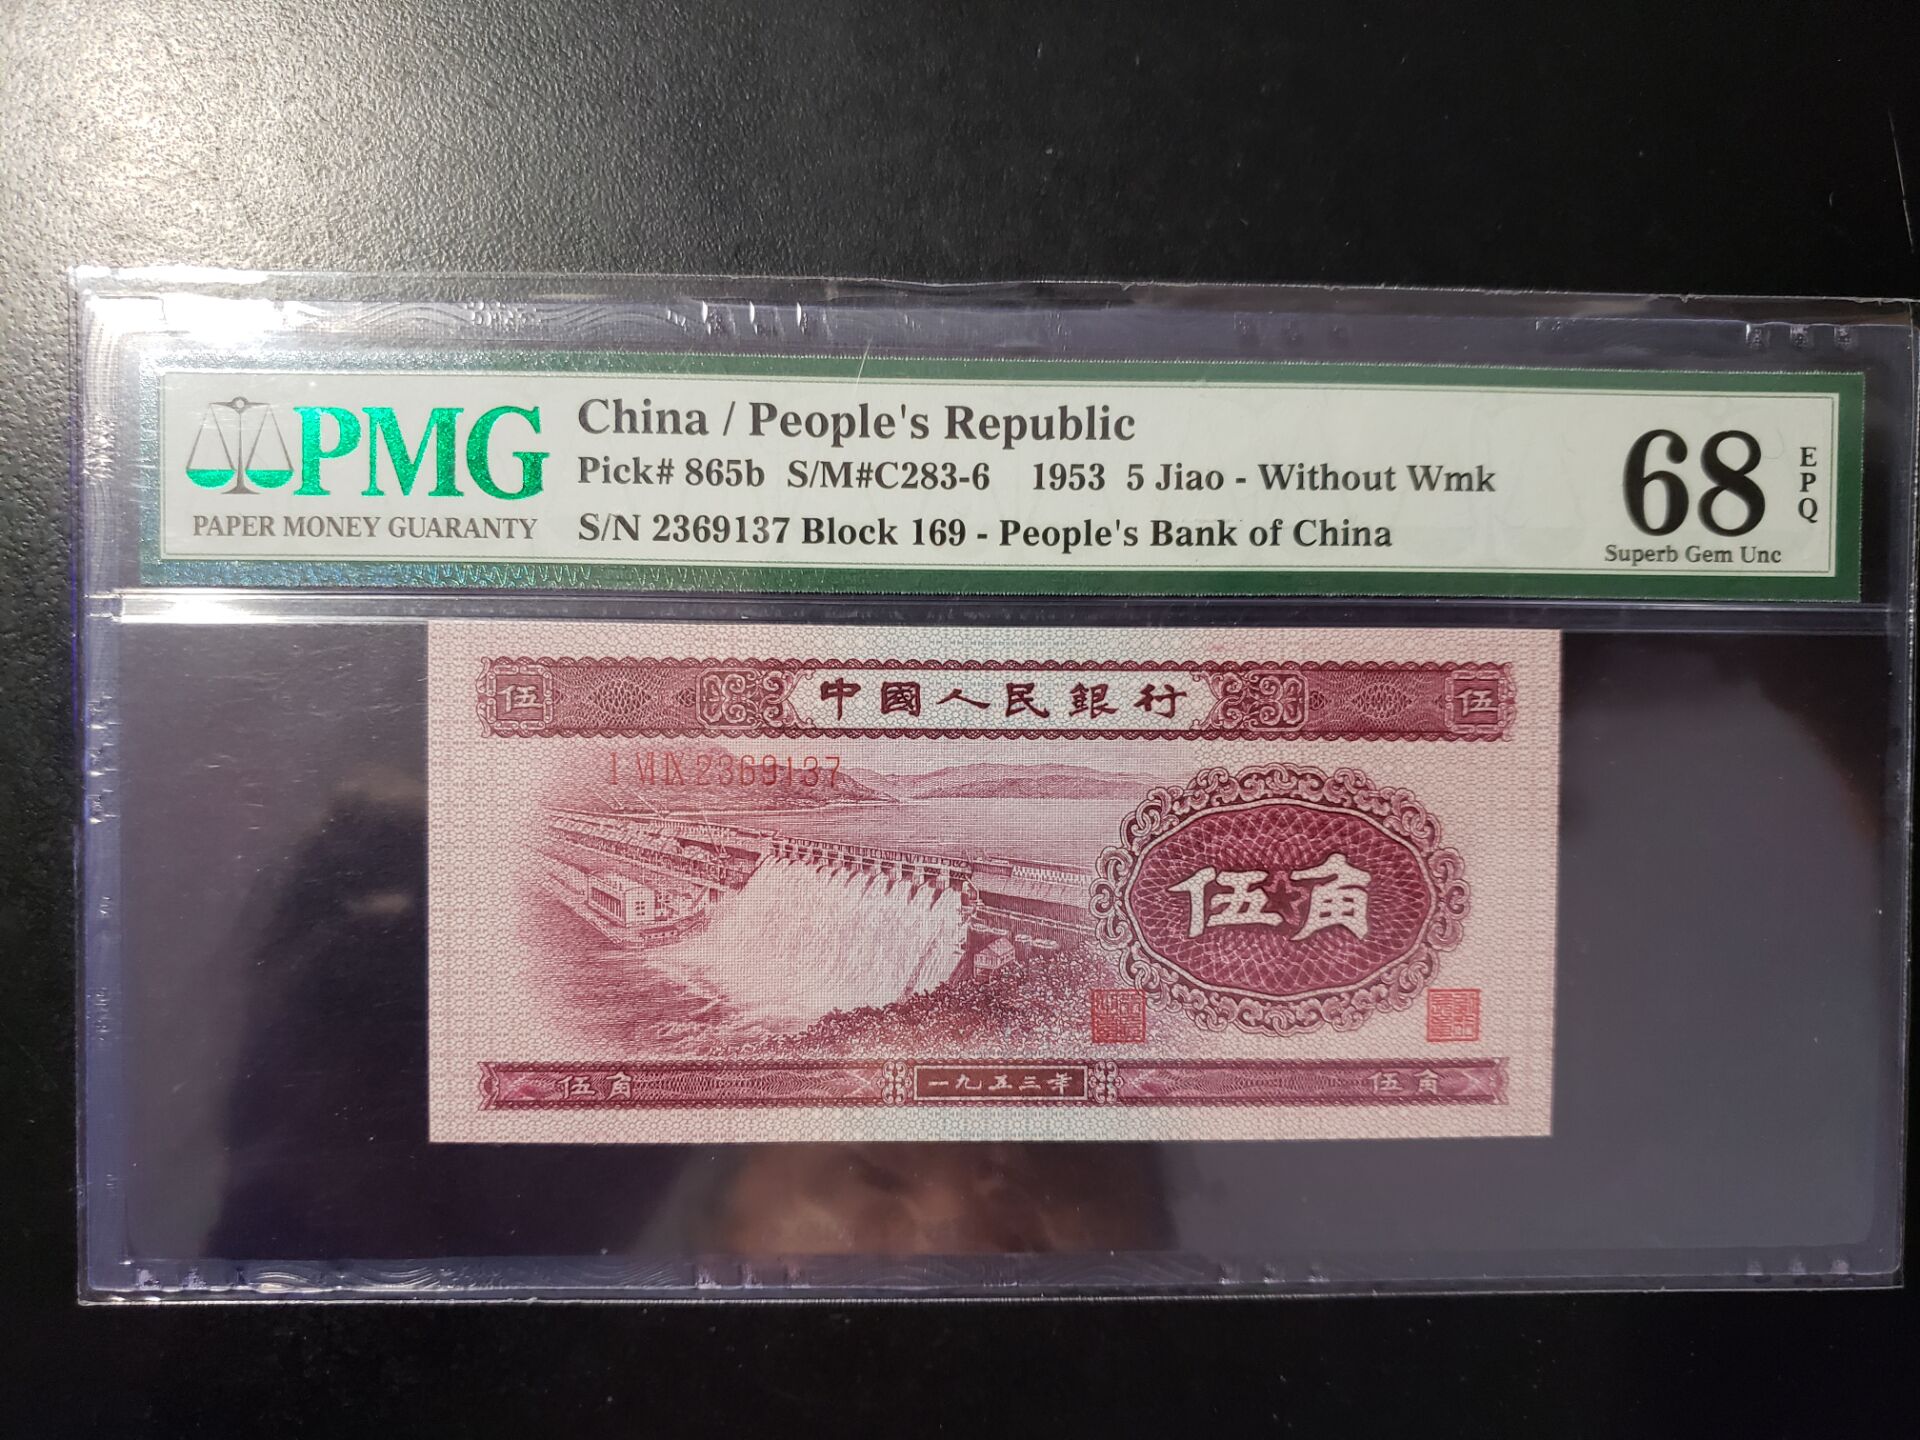 PMG
PAPER MONEY GUARANTY
China / People's Republic
Pick# 865b S/M#C283-6 1953 5 Jiao - Without Wmk
S/N 2369137 Block 169 - People's Bank of China
68
EPQ
Superb Gem Unc
伍 中國人民銀行 伍
I VI IX 2369137
伍角
伍角 一九五三年 伍角